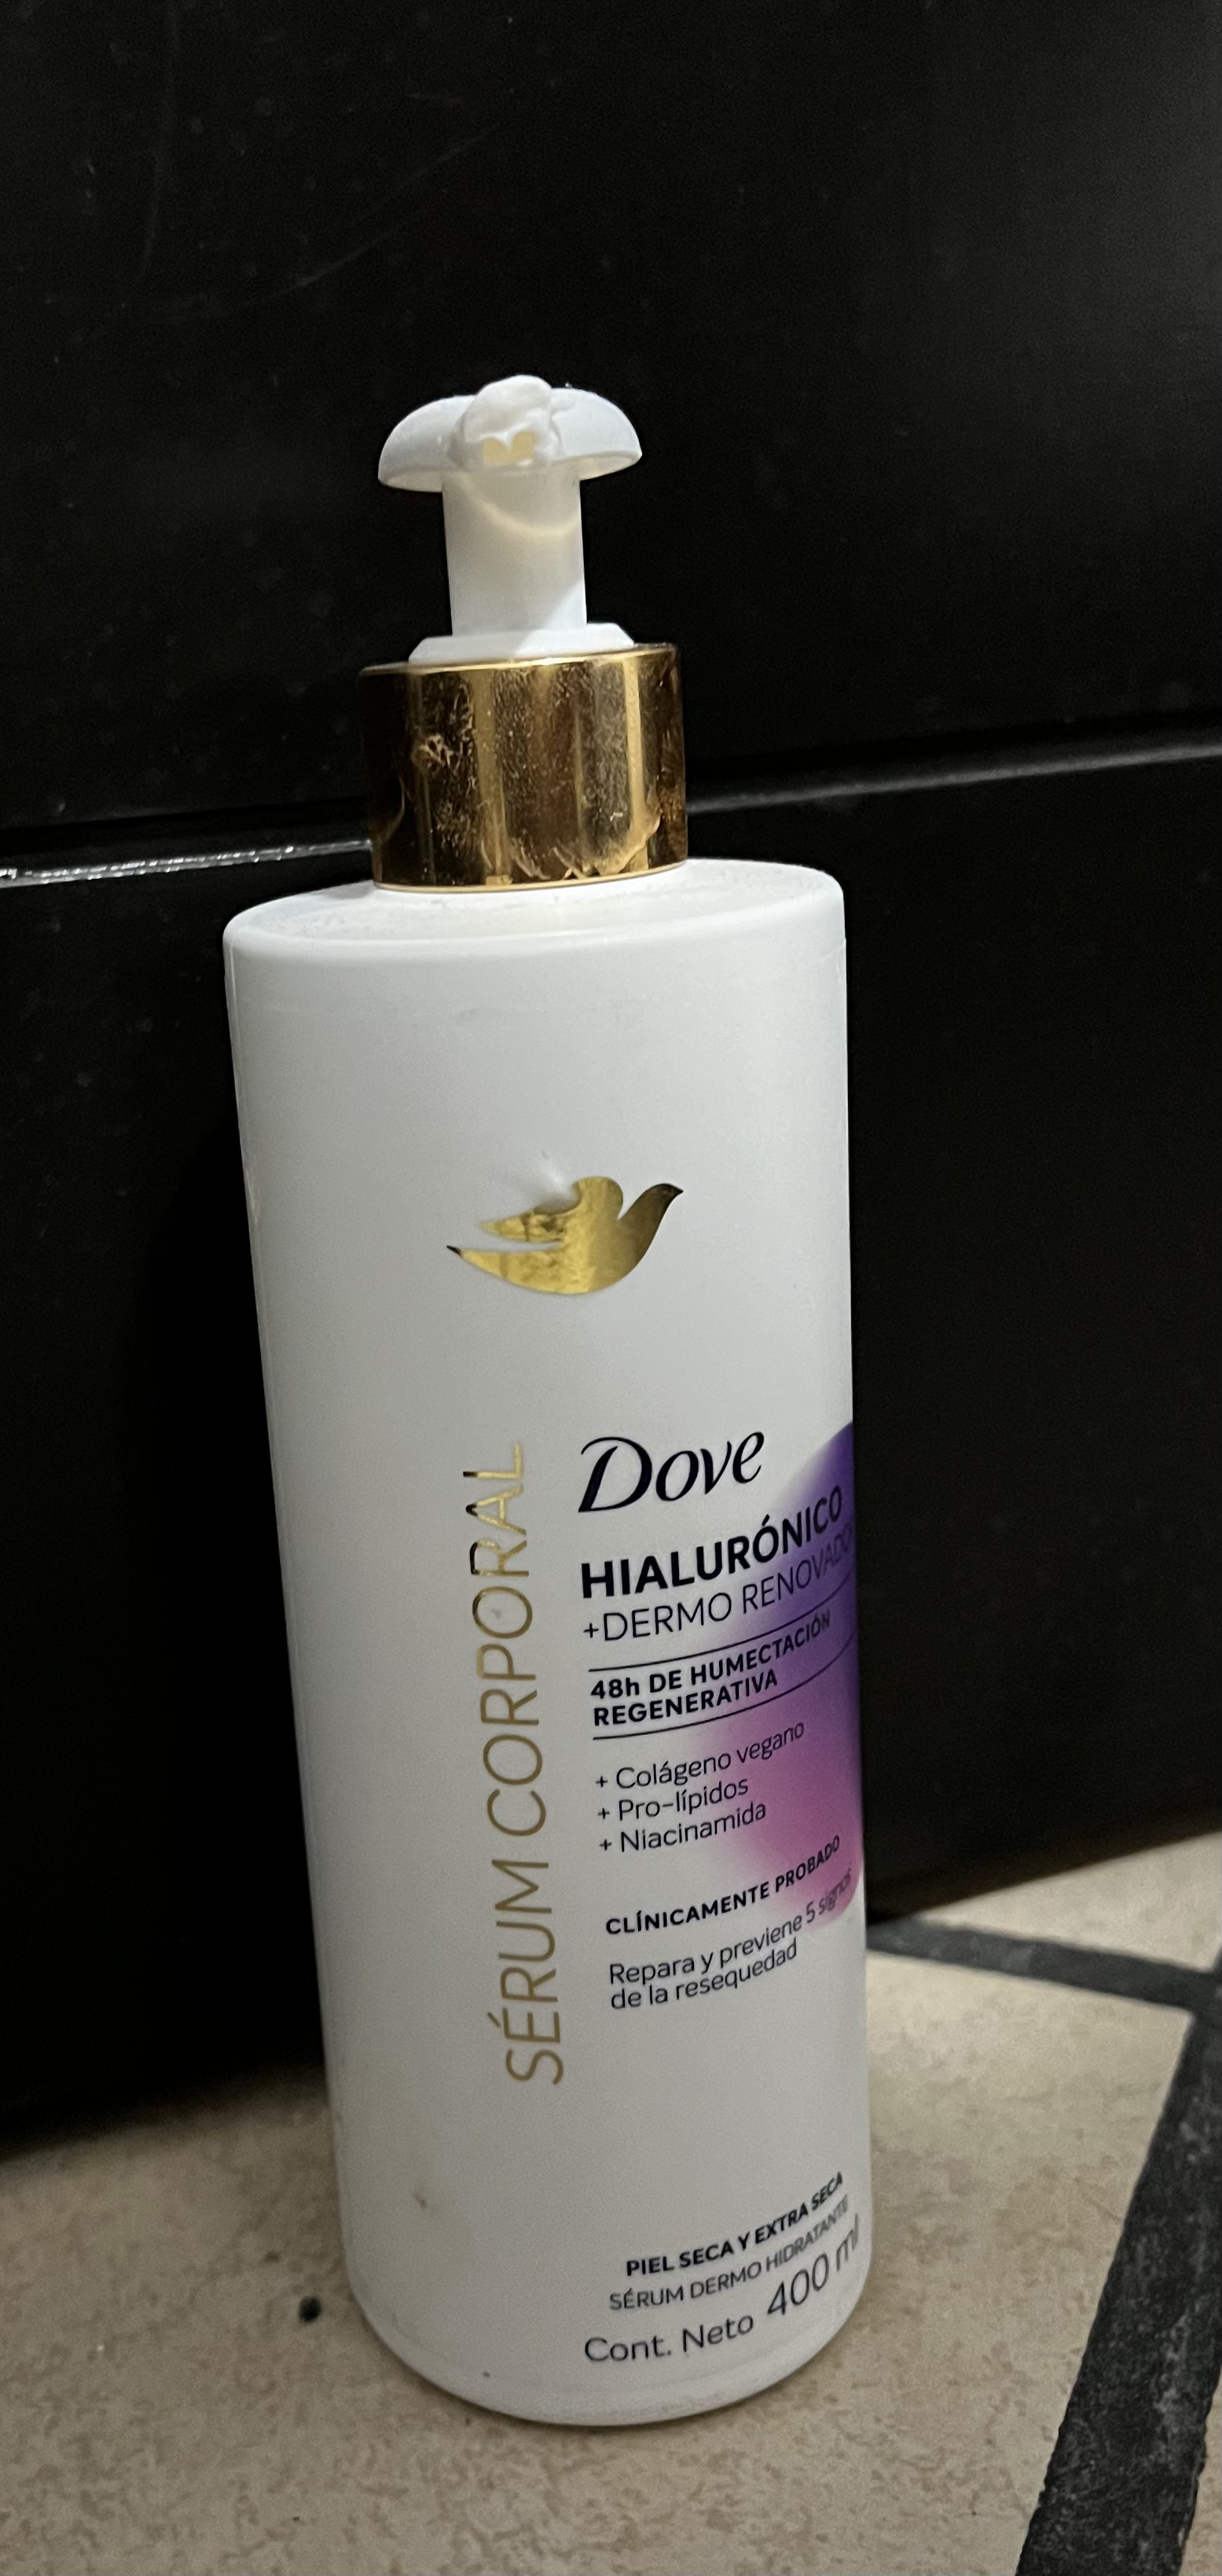 Dove
HIALURÓNICO
+DERMO RENOVADOR
48h DE HUMECTACIÓN
REGENERATIVA
+ Colágeno vegano
+ Pro-lípidos
+ Niacinamida
CLÍNICAMENTE PROBADO
Repara y previene 5 signos
de la resequedad
SÉRUM CORPORAL
PIEL SECA Y EXTRA SECA
SÉRUM DERMO HIDRATANTE
Cont. Neto 400 ml